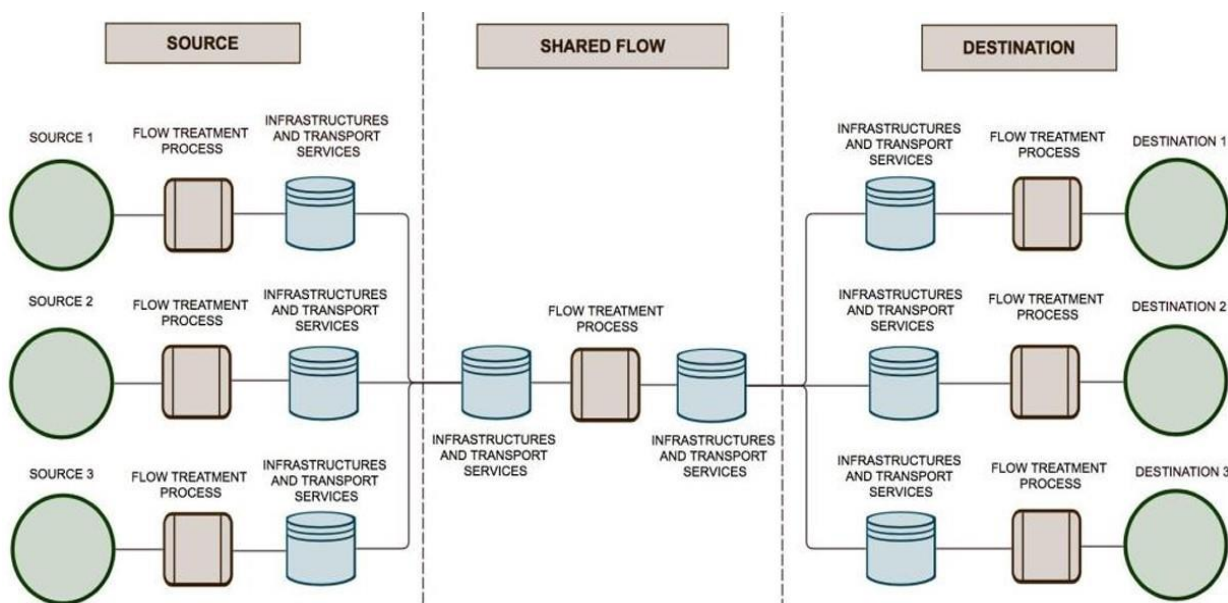 SOURCE
SHARED FLOW
DESTINATION
SOURCE 1
FLOW TREATMENT
PROCESS
INFRASTRUCTURES
AND TRANSPORT
SERVICES
INFRASTRUCTURES
AND TRANSPORT
SERVICES
FLOW TREATMENT
PROCESS
DESTINATION 1
SOURCE 2
FLOW TREATMENT
PROCESS
INFRASTRUCTURES
AND TRANSPORT
SERVICES
FLOW TREATMENT
PROCESS
INFRASTRUCTURES
AND TRANSPORT
SERVICES
FLOW TREATMENT
PROCESS
DESTINATION 2
INFRASTRUCTURES
AND TRANSPORT
SERVICES
INFRASTRUCTURES
AND TRANSPORT
SERVICES
SOURCE 3
FLOW TREATMENT
PROCESS
INFRASTRUCTURES
AND TRANSPORT
SERVICES
INFRASTRUCTURES
AND TRANSPORT
SERVICES
FLOW TREATMENT
PROCESS
DESTINATION 3